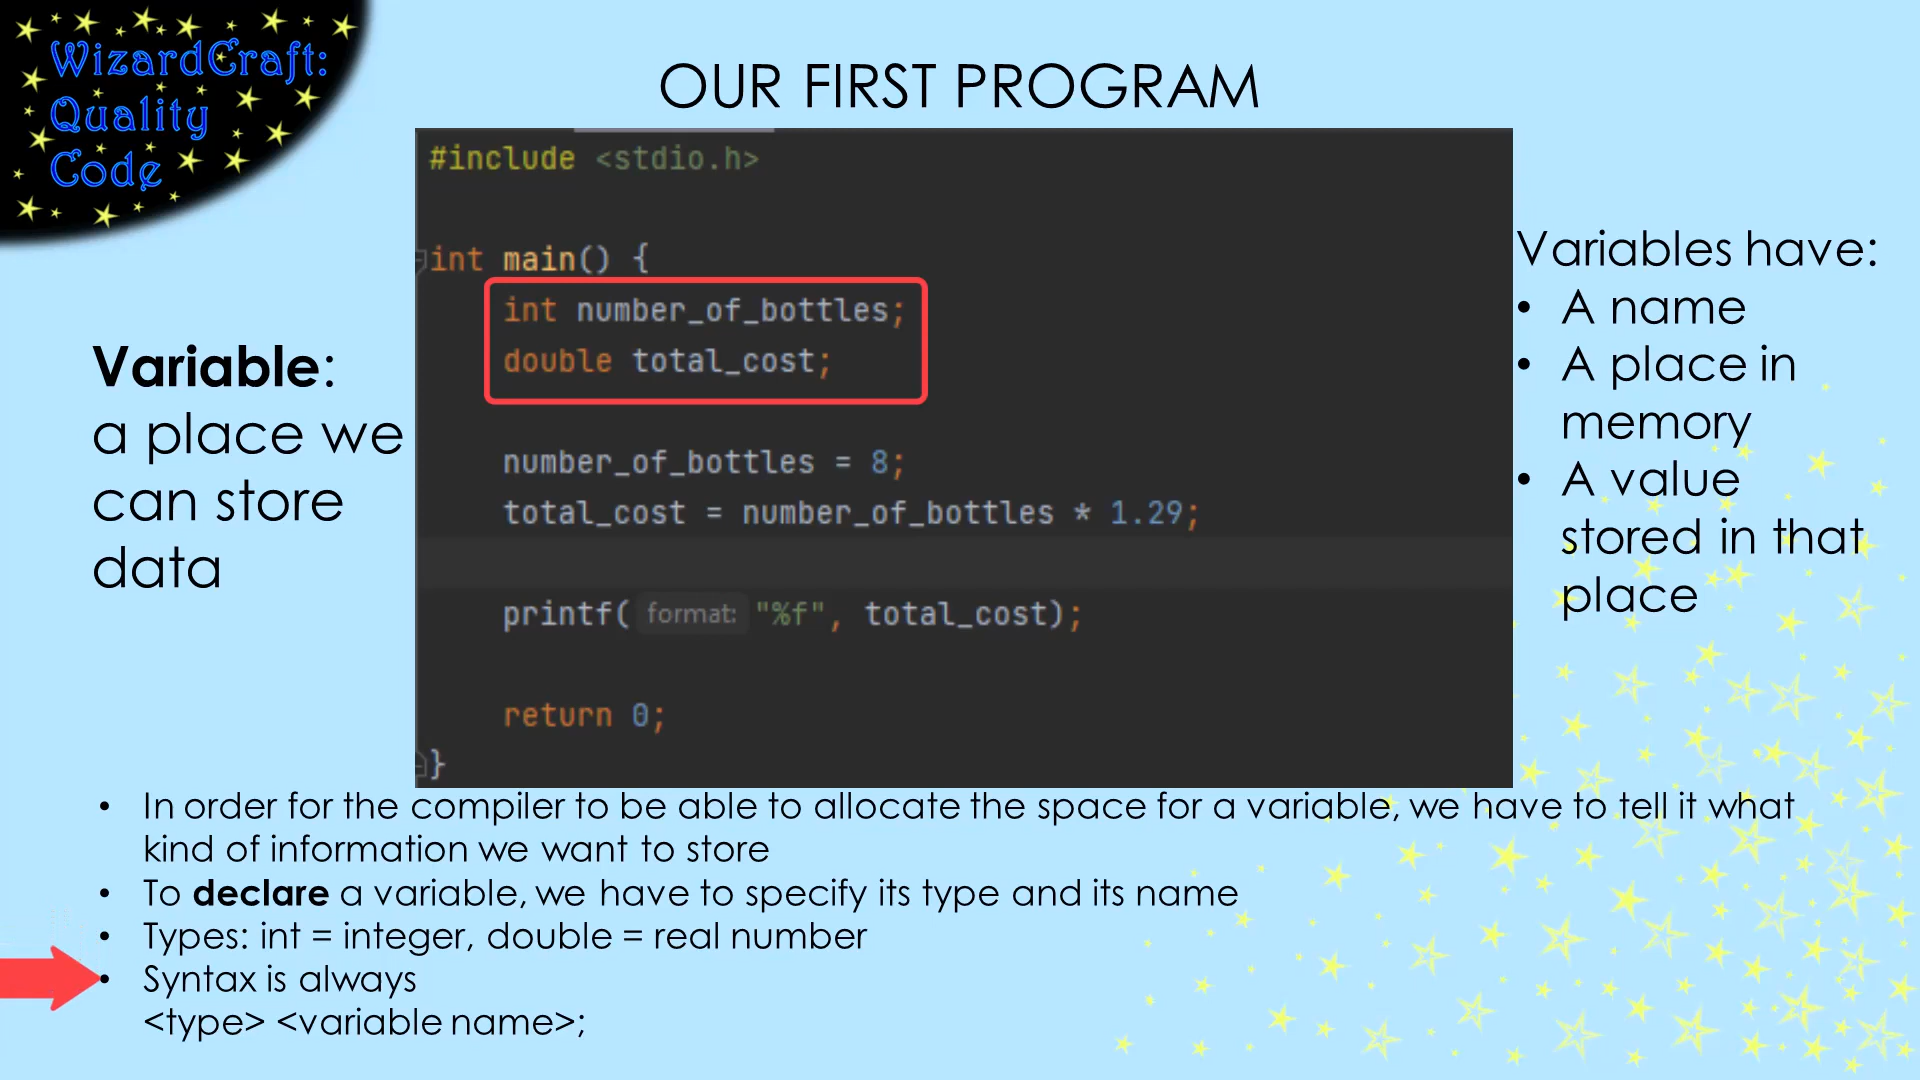 WizardCraft:
Quality
Code
OUR FIRST PROGRAM
#include <stdio.h>
int main() {
int number_of_bottles;
double total_cost;
number_of_bottles = 8;
total_cost = number_of_bottles * 1.29;
printf( format: "%f", total_cost);
return 0;
}
Variable:
a place we
can store
data
Variables have:
• A name
• A place in
memory
• A value
stored in that
place
• In order for the compiler to be able to allocate the space for a variable, we have to tell it what
kind of information we want to store
• To declare a variable, we have to specify its type and its name
• Types: int = integer, double = real number
• Syntax is always
<type> <variable name>;